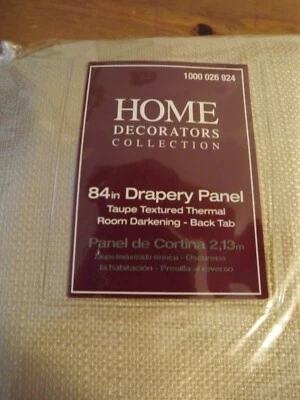 1000 026 924
HOME
DECORATORS
COLLECTION
84in Drapery Panel
Taupe Textured Thermal
Room Darkening - Back Tab
Panel de Cortina 2,13m
la habitación - Presilla al reverso